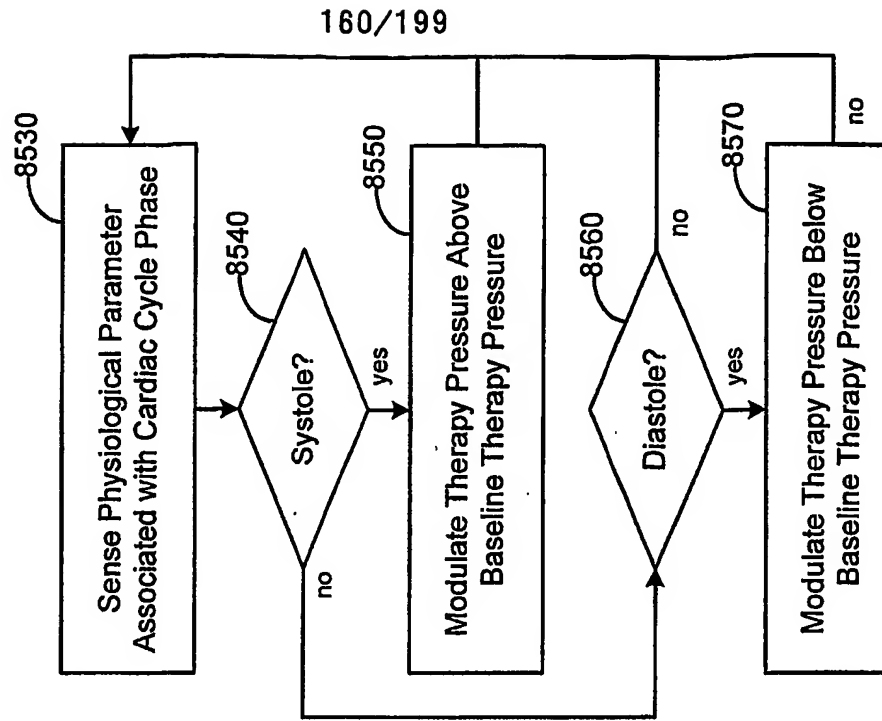 160/199
8530
Sense Physiological Parameter
Associated with Cardiac Cycle Phase
8540
Systole?
yes
no
8550
Modulate Therapy Pressure Above
Baseline Therapy Pressure
8560
Diastole?
no
yes
8570
Modulate Therapy Pressure Below
Baseline Therapy Pressure
no